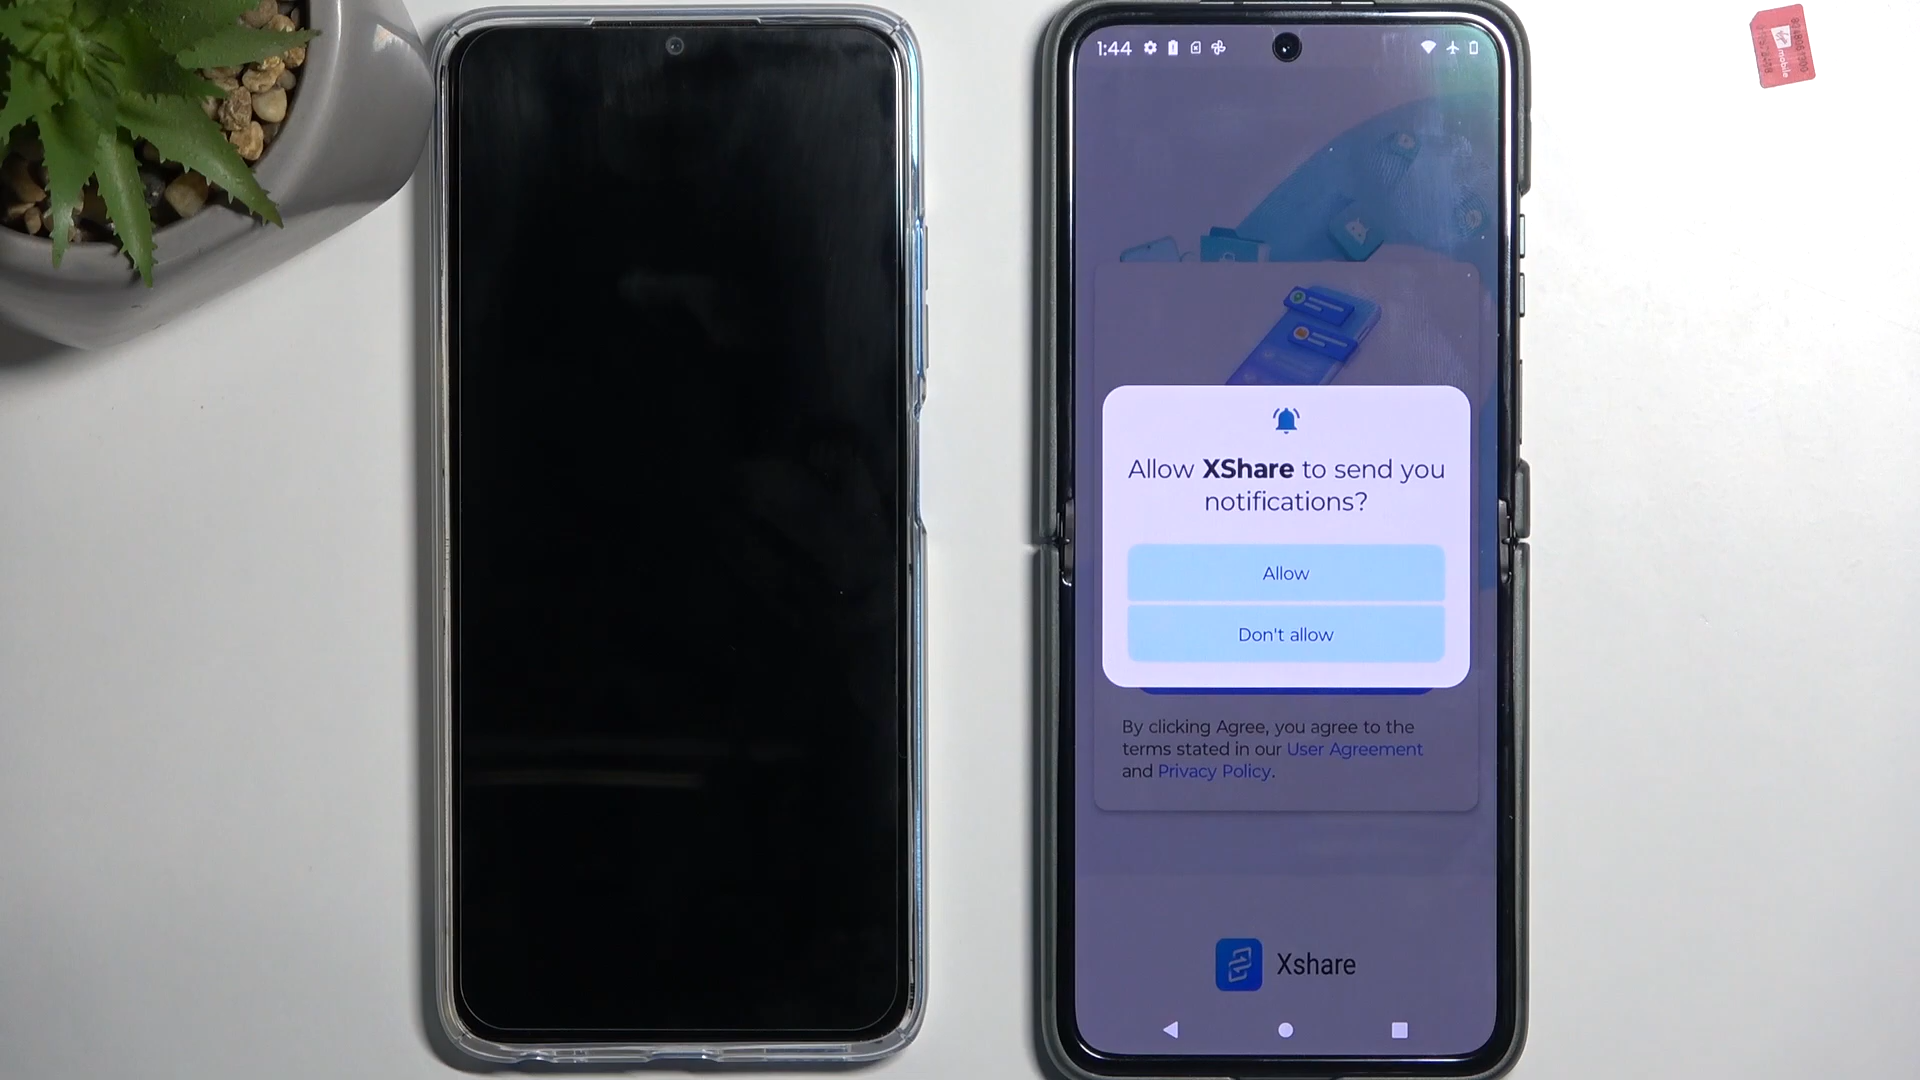 1:44
Allow XShare to send you
notifications?
Allow
Don't allow
By clicking Agree, you agree to the
terms stated in our User Agreement
and Privacy Policy.
Xshare
mobile